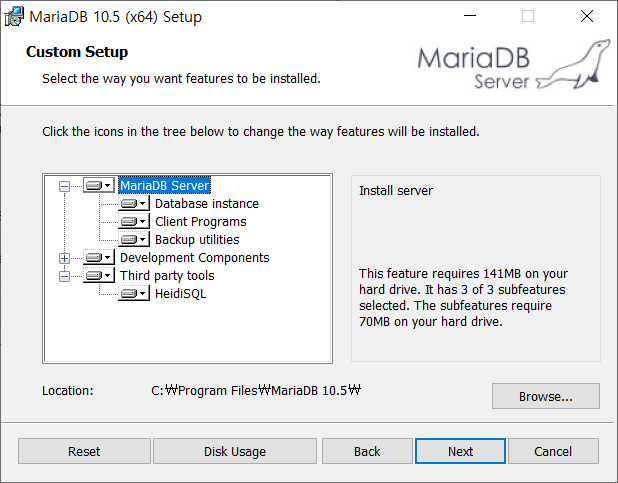 MariaDB 10.5 (x64) Setup
Custom Setup
Select the way you want features to be installed.
MariaDB
Server
Click the icons in the tree below to change the way features will be installed.
MariaDB Server
Database instance
Client Programs
Backup utilities
Development Components
Third party tools
HeidiSQL
Install server
This feature requires 141MB on your
hard drive. It has 3 of 3 subfeatures
selected. The subfeatures require
70MB on your hard drive.
Location: C:₩Program Files₩MariaDB 10.5₩
Browse...
Reset Disk Usage Back Next Cancel